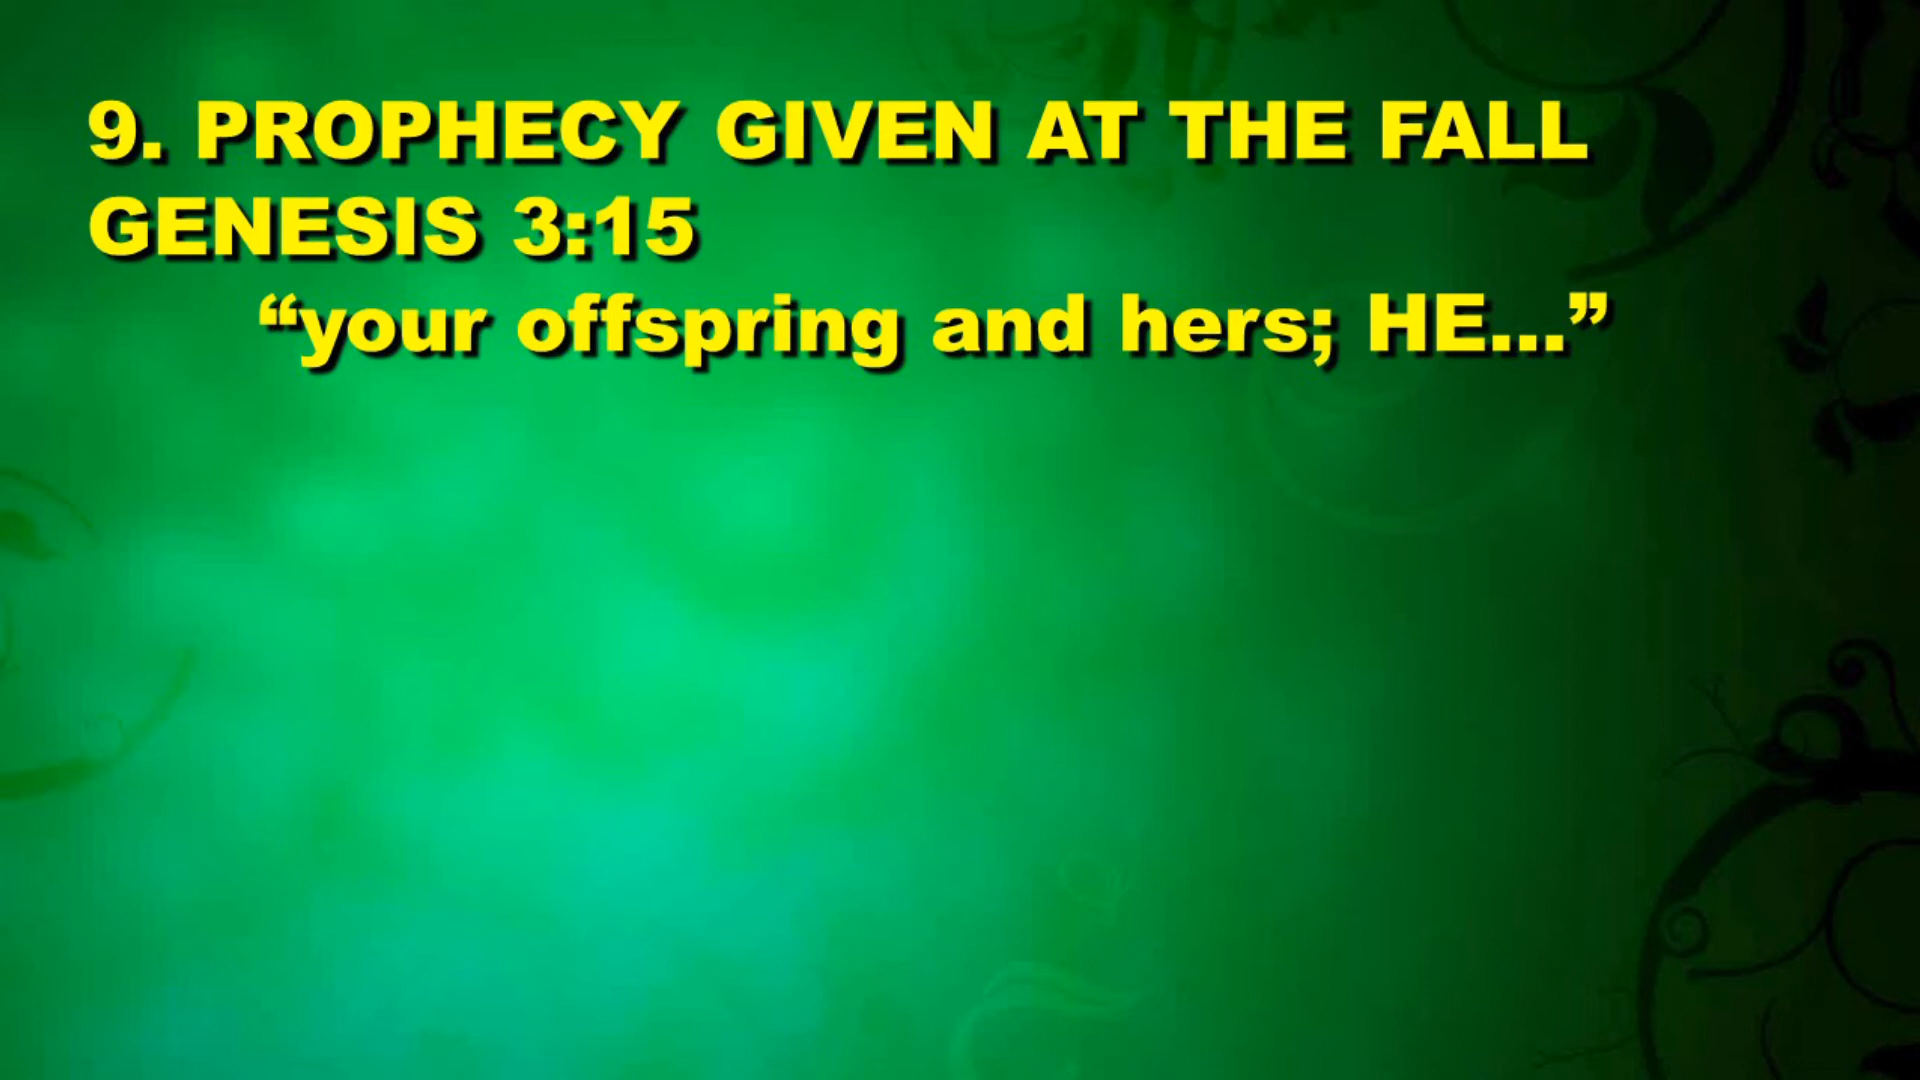 9. PROPHECY GIVEN AT THE FALL
GENESIS 3:15
“your offspring and hers; HE...”